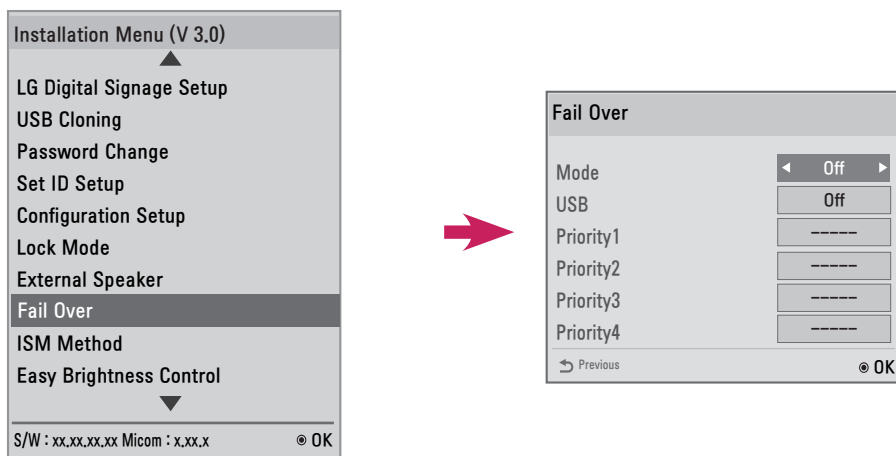 Installation Menu (V 3.0)
LG Digital Signage Setup
USB Cloning
Password Change
Set ID Setup
Configuration Setup
Lock Mode
External Speaker
Fail Over
ISM Method
Easy Brightness Control
S/W : xx.xx.xx.xx Micom : x.xx.x ◉ OK
Fail Over
Mode ◀ Off ▶
USB Off
Priority1 -----
Priority2 -----
Priority3 -----
Priority4 -----
Previous ◉ OK